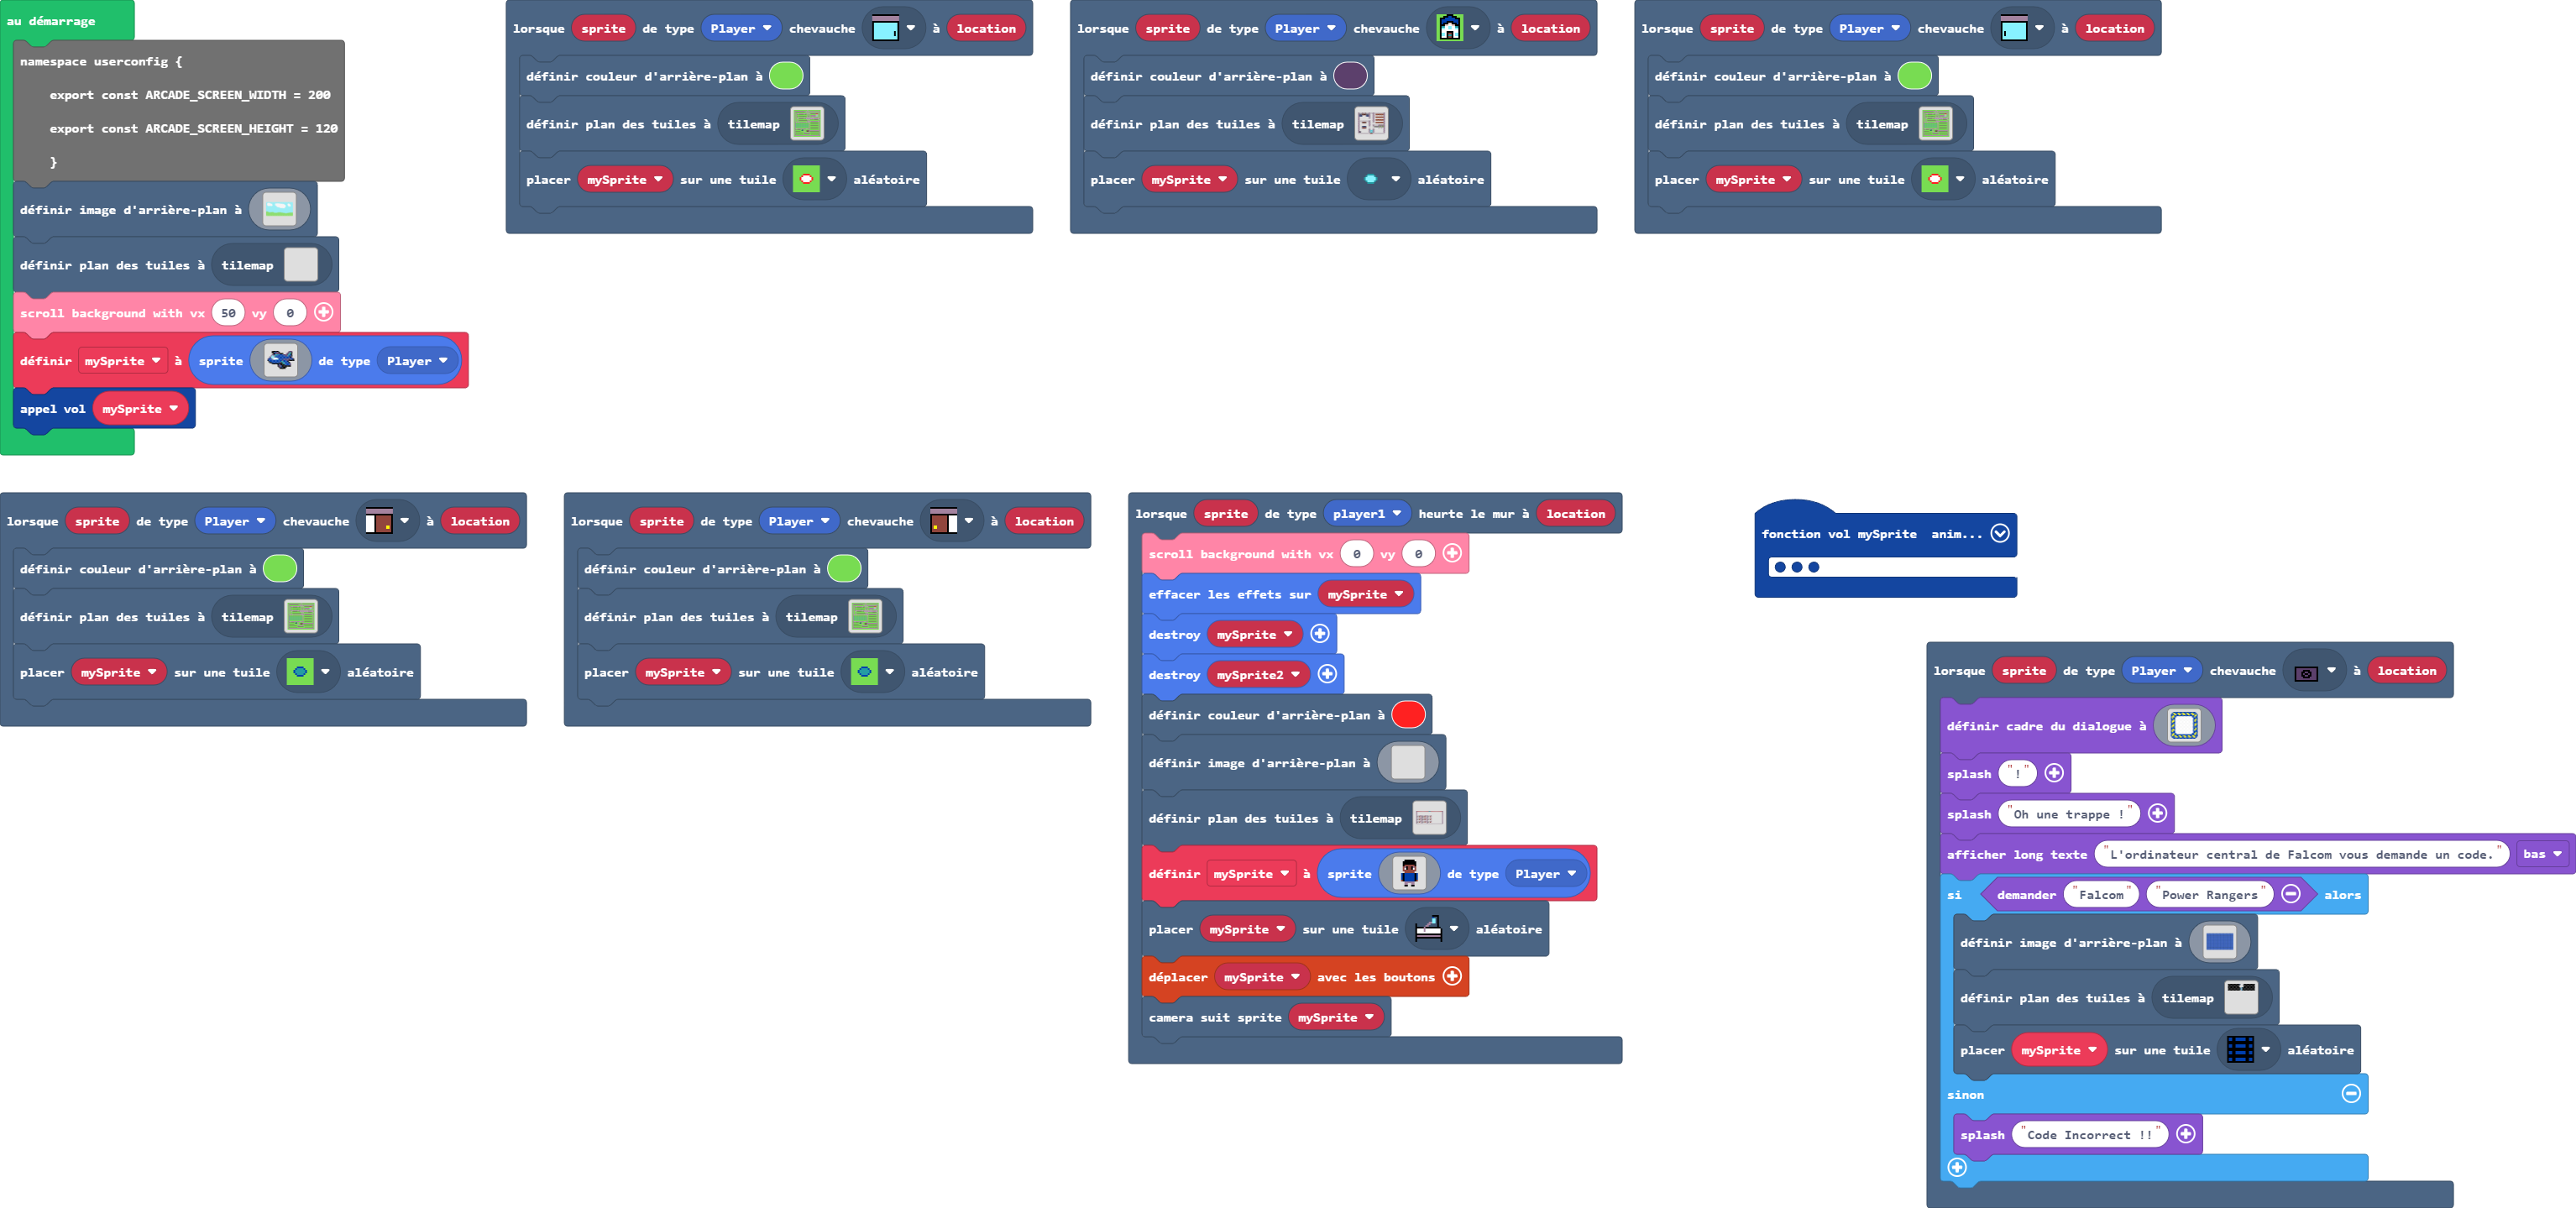 au démarrage
namespace userconfig {
export const ARCADE_SCREEN_WIDTH = 200
export const ARCADE_SCREEN_HEIGHT = 120
}
définir image d'arrière-plan à
définir plan des tuiles à tilemap
scroll background with vx 50 vy 0
définir mySprite à sprite de type Player
appel vol mySprite
lorsque sprite de type Player chevauche à location
définir couleur d'arrière-plan à
définir plan des tuiles à tilemap
placer mySprite sur une tuile aléatoire
lorsque sprite de type Player chevauche à location
définir couleur d'arrière-plan à
définir plan des tuiles à tilemap
placer mySprite sur une tuile aléatoire
lorsque sprite de type Player chevauche à location
définir couleur d'arrière-plan à
définir plan des tuiles à tilemap
placer mySprite sur une tuile aléatoire
lorsque sprite de type Player chevauche à location
définir couleur d'arrière-plan à
définir plan des tuiles à tilemap
placer mySprite sur une tuile aléatoire
lorsque sprite de type Player chevauche à location
définir couleur d'arrière-plan à
définir plan des tuiles à tilemap
placer mySprite sur une tuile aléatoire
lorsque sprite de type player1 heurte le mur à location
scroll background with vx 0 vy 0
effacer les effets sur mySprite
destroy mySprite
destroy mySprite2
définir couleur d'arrière-plan à
définir image d'arrière-plan à
définir plan des tuiles à tilemap
définir mySprite à sprite de type Player
placer mySprite sur une tuile aléatoire
déplacer mySprite avec les boutons
camera suit sprite mySprite
fonction vol mySprite anim...
lorsque sprite de type Player chevauche à location
définir cadre du dialogue à
splash "!"
splash "Oh une trappe !"
afficher long texte "L'ordinateur central de Falcom vous demande un code." bas
si demander "Falcom" "Power Rangers" alors
définir image d'arrière-plan à
définir plan des tuiles à tilemap
placer mySprite sur une tuile aléatoire
sinon
splash "Code Incorrect !!"